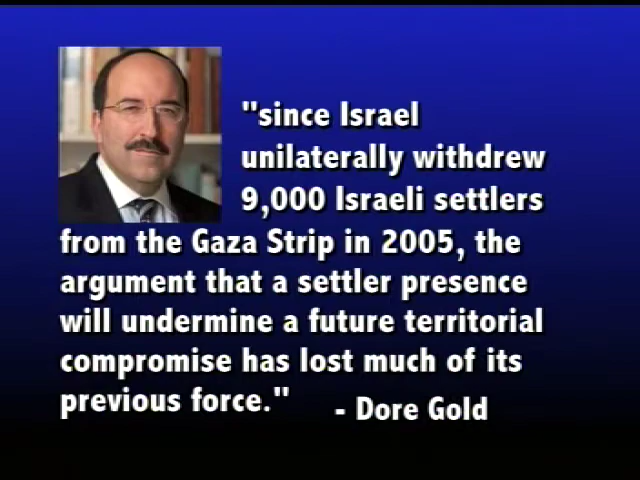 "since Israel
unilaterally withdrew
9,000 Israeli settlers
from the Gaza Strip in 2005, the
argument that a settler presence
will undermine a future territorial
compromise has lost much of its
previous force."
- Dore Gold